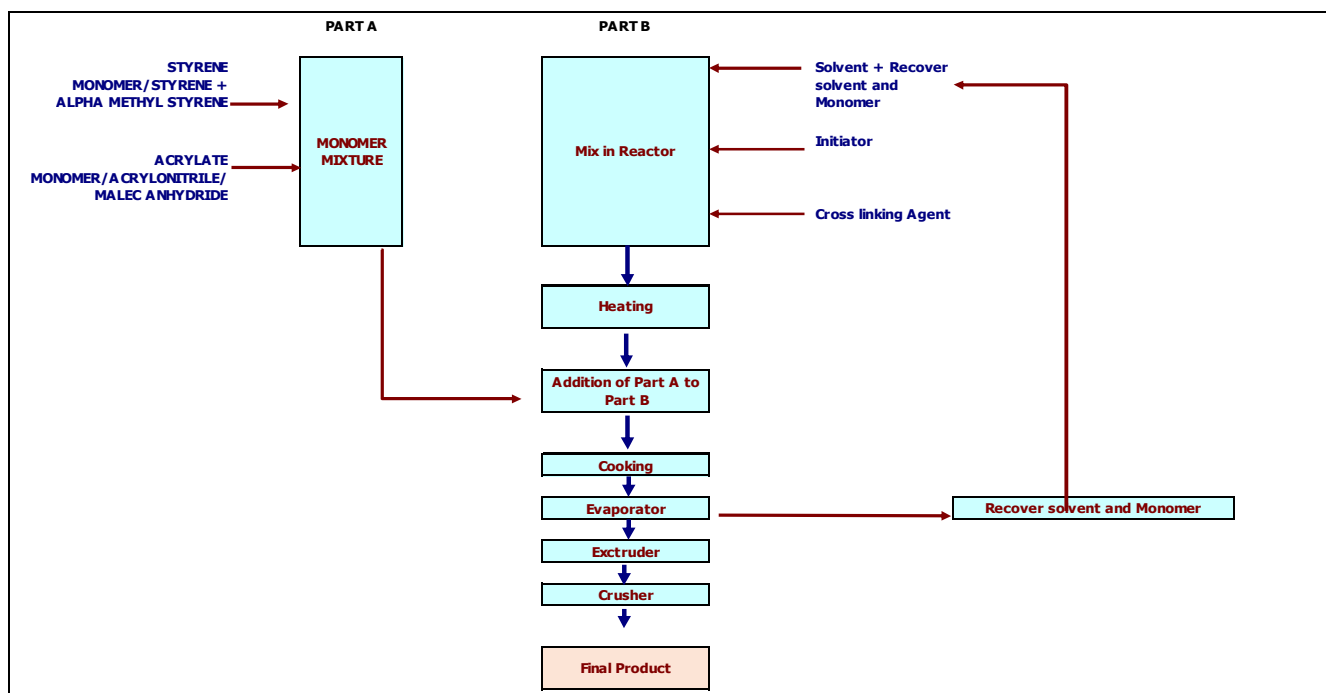 PART A
PART B
STYRENE
MONOMER/STYRENE +
ALPHA METHYL STYRENE
ACRYLATE
MONOMER/ACRYLONITRILE/
MALEC ANHYDRIDE
MONOMER
MIXTURE
Mix in Reactor
Solvent + Recover
solvent and
Monomer
Initiator
Cross linking Agent
Heating
Addition of Part A to
Part B
Cooking
Evaporator
Recover solvent and Monomer
Exctruder
Crusher
Final Product